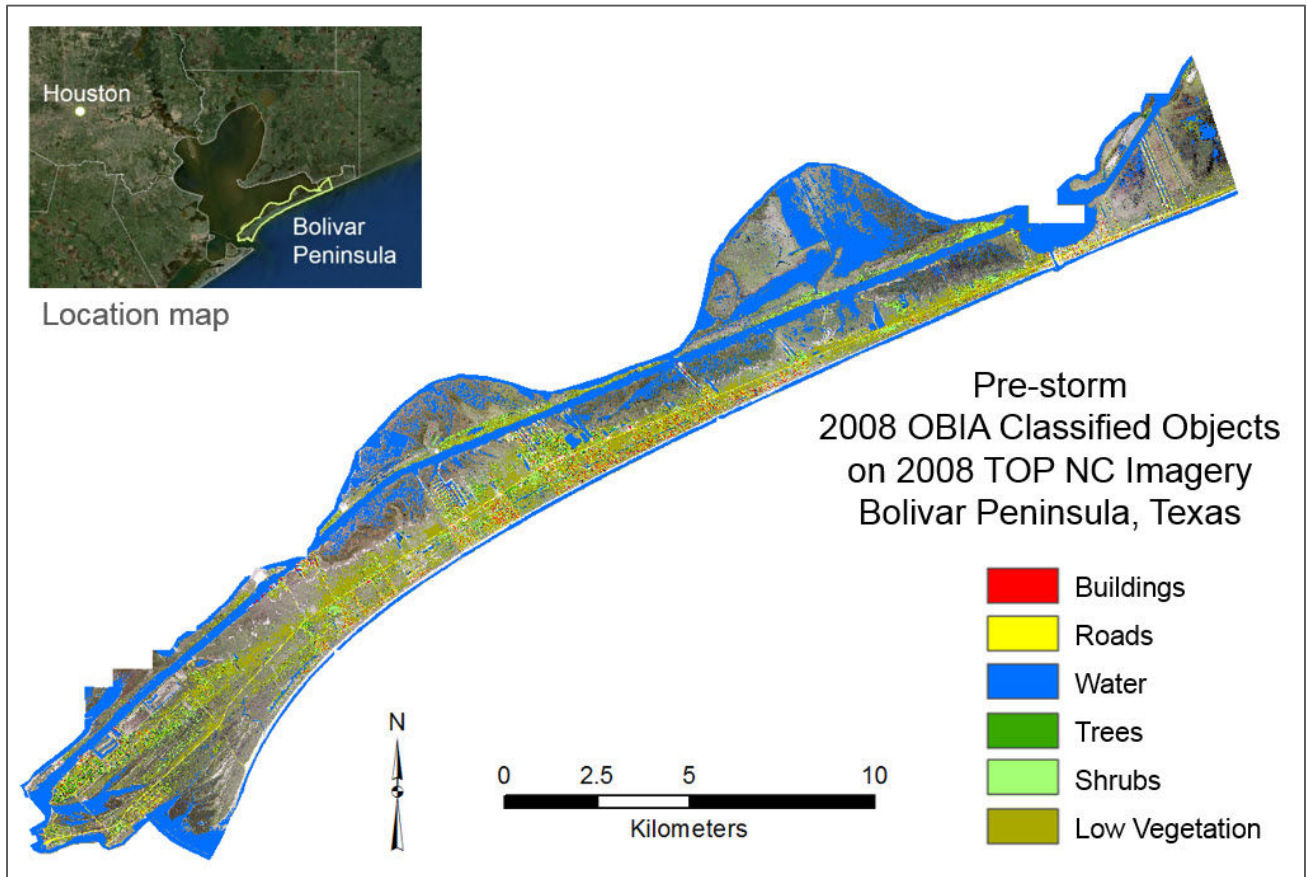 Houston
Bolivar
Peninsula
Location map
Pre-storm
2008 OBIA Classified Objects
on 2008 TOP NC Imagery
Bolivar Peninsula, Texas
Buildings
Roads
Water
Trees
Shrubs
Low Vegetation
N
0 2.5 5 10
Kilometers